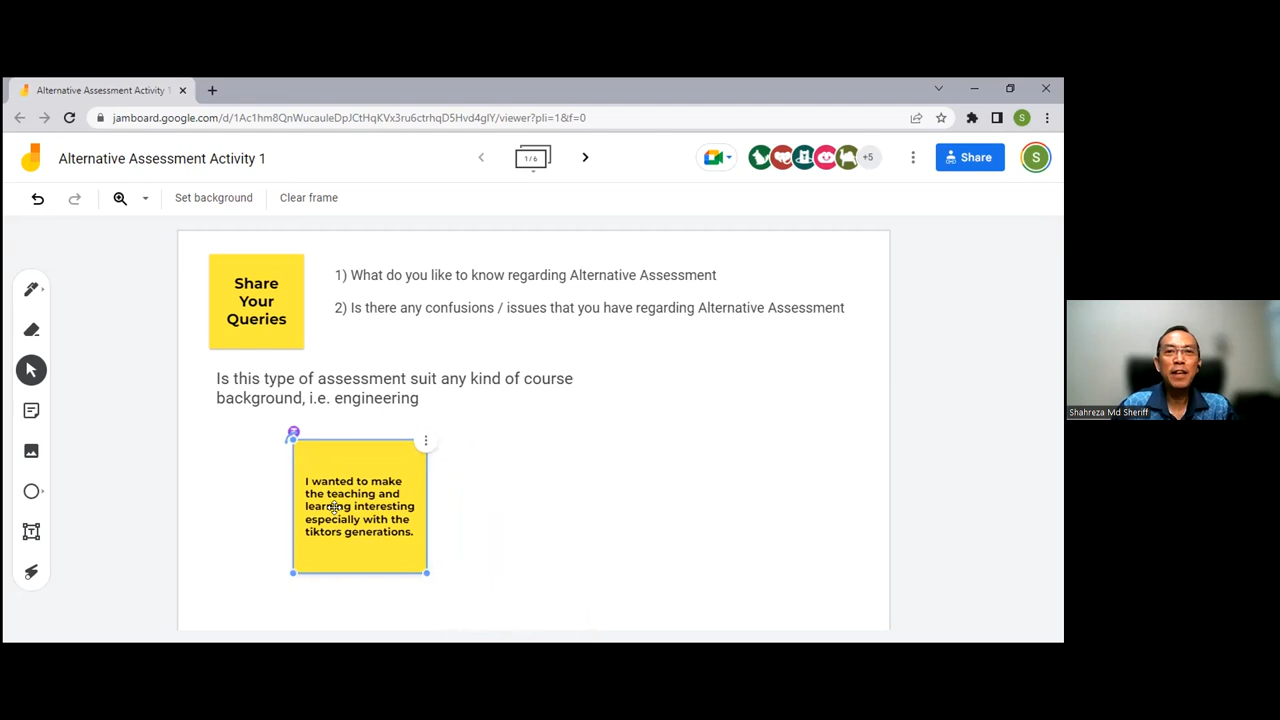 Alternative Assessment Activity 1
jamboard.google.com/d/1Ac1hm8QnWucauleDpJCtHqKVx3ru6ctrhqD5Hvd4glY/viewer?pli=1&f=0
S
Alternative Assessment Activity 1
1/6
+5
Share
S
Set background
Clear frame
Share
Your
Queries
1) What do you like to know regarding Alternative Assessment
2) Is there any confusions / issues that you have regarding Alternative Assessment
Is this type of assessment suit any kind of course
background, i.e. engineering
I wanted to make
the teaching and
learning interesting
especially with the
tiktors generations.
Shahreza Md Sheriff